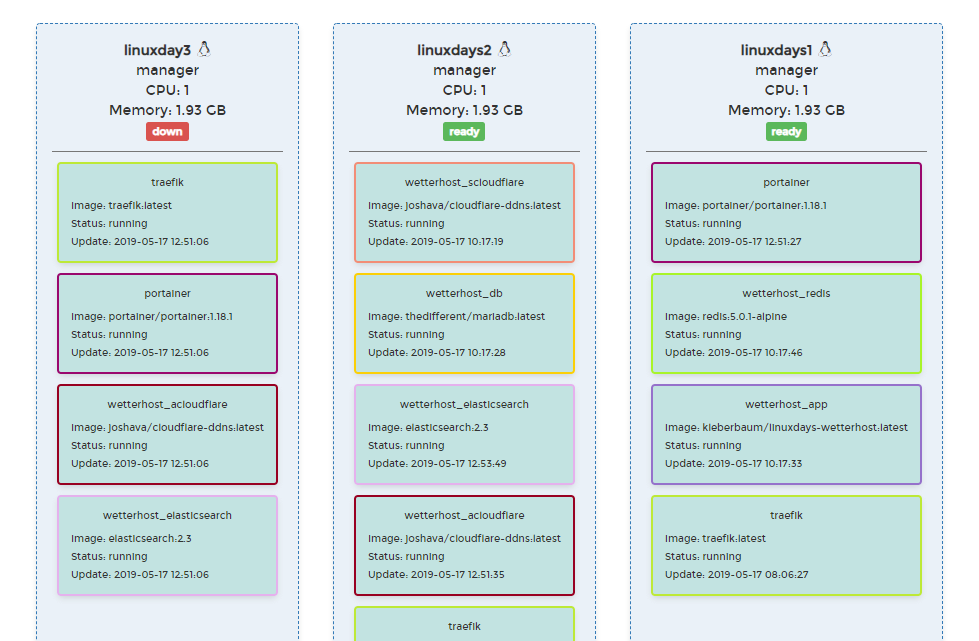 linuxday3
manager
CPU: 1
Memory: 1.93 GB
down
traefik
Image: traefik:latest
Status: running
Update: 2019-05-17 12:51:06
portainer
Image: portainer/portainer:1.18.1
Status: running
Update: 2019-05-17 12:51:06
wetterhost_acloudflare
Image: joshava/cloudflare-ddns:latest
Status: running
Update: 2019-05-17 12:51:06
wetterhost_elasticsearch
Image: elasticsearch:2.3
Status: running
Update: 2019-05-17 12:51:06
linuxdays2
manager
CPU: 1
Memory: 1.93 GB
ready
wetterhost_scloudflare
Image: joshava/cloudflare-ddns:latest
Status: running
Update: 2019-05-17 10:17:19
wetterhost_db
Image: thedifferent/mariadb:latest
Status: running
Update: 2019-05-17 10:17:28
wetterhost_elasticsearch
Image: elasticsearch:2.3
Status: running
Update: 2019-05-17 12:53:49
wetterhost_acloudflare
Image: joshava/cloudflare-ddns:latest
Status: running
Update: 2019-05-17 12:51:35
traefik
linuxdays1
manager
CPU: 1
Memory: 1.93 GB
ready
portainer
Image: portainer/portainer:1.18.1
Status: running
Update: 2019-05-17 12:51:27
wetterhost_redis
Image: redis:5.0.1-alpine
Status: running
Update: 2019-05-17 10:17:46
wetterhost_app
Image: kleberbaum/linuxdays-wetterhost:latest
Status: running
Update: 2019-05-17 10:17:33
traefik
Image: traefik:latest
Status: running
Update: 2019-05-17 08:06:27